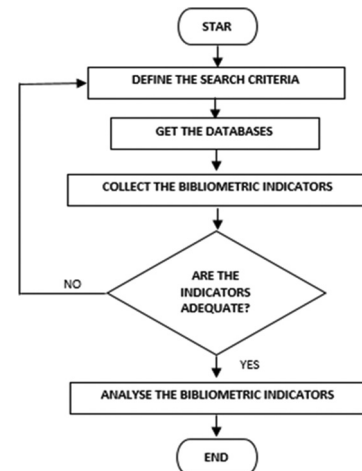 STAR
DEFINE THE SEARCH CRITERIA
GET THE DATABASES
COLLECT THE BIBLIOMETRIC INDICATORS
ARE THE
INDICATORS
ADEQUATE?
NO
YES
ANALYSE THE BIBLIOMETRIC INDICATORS
END